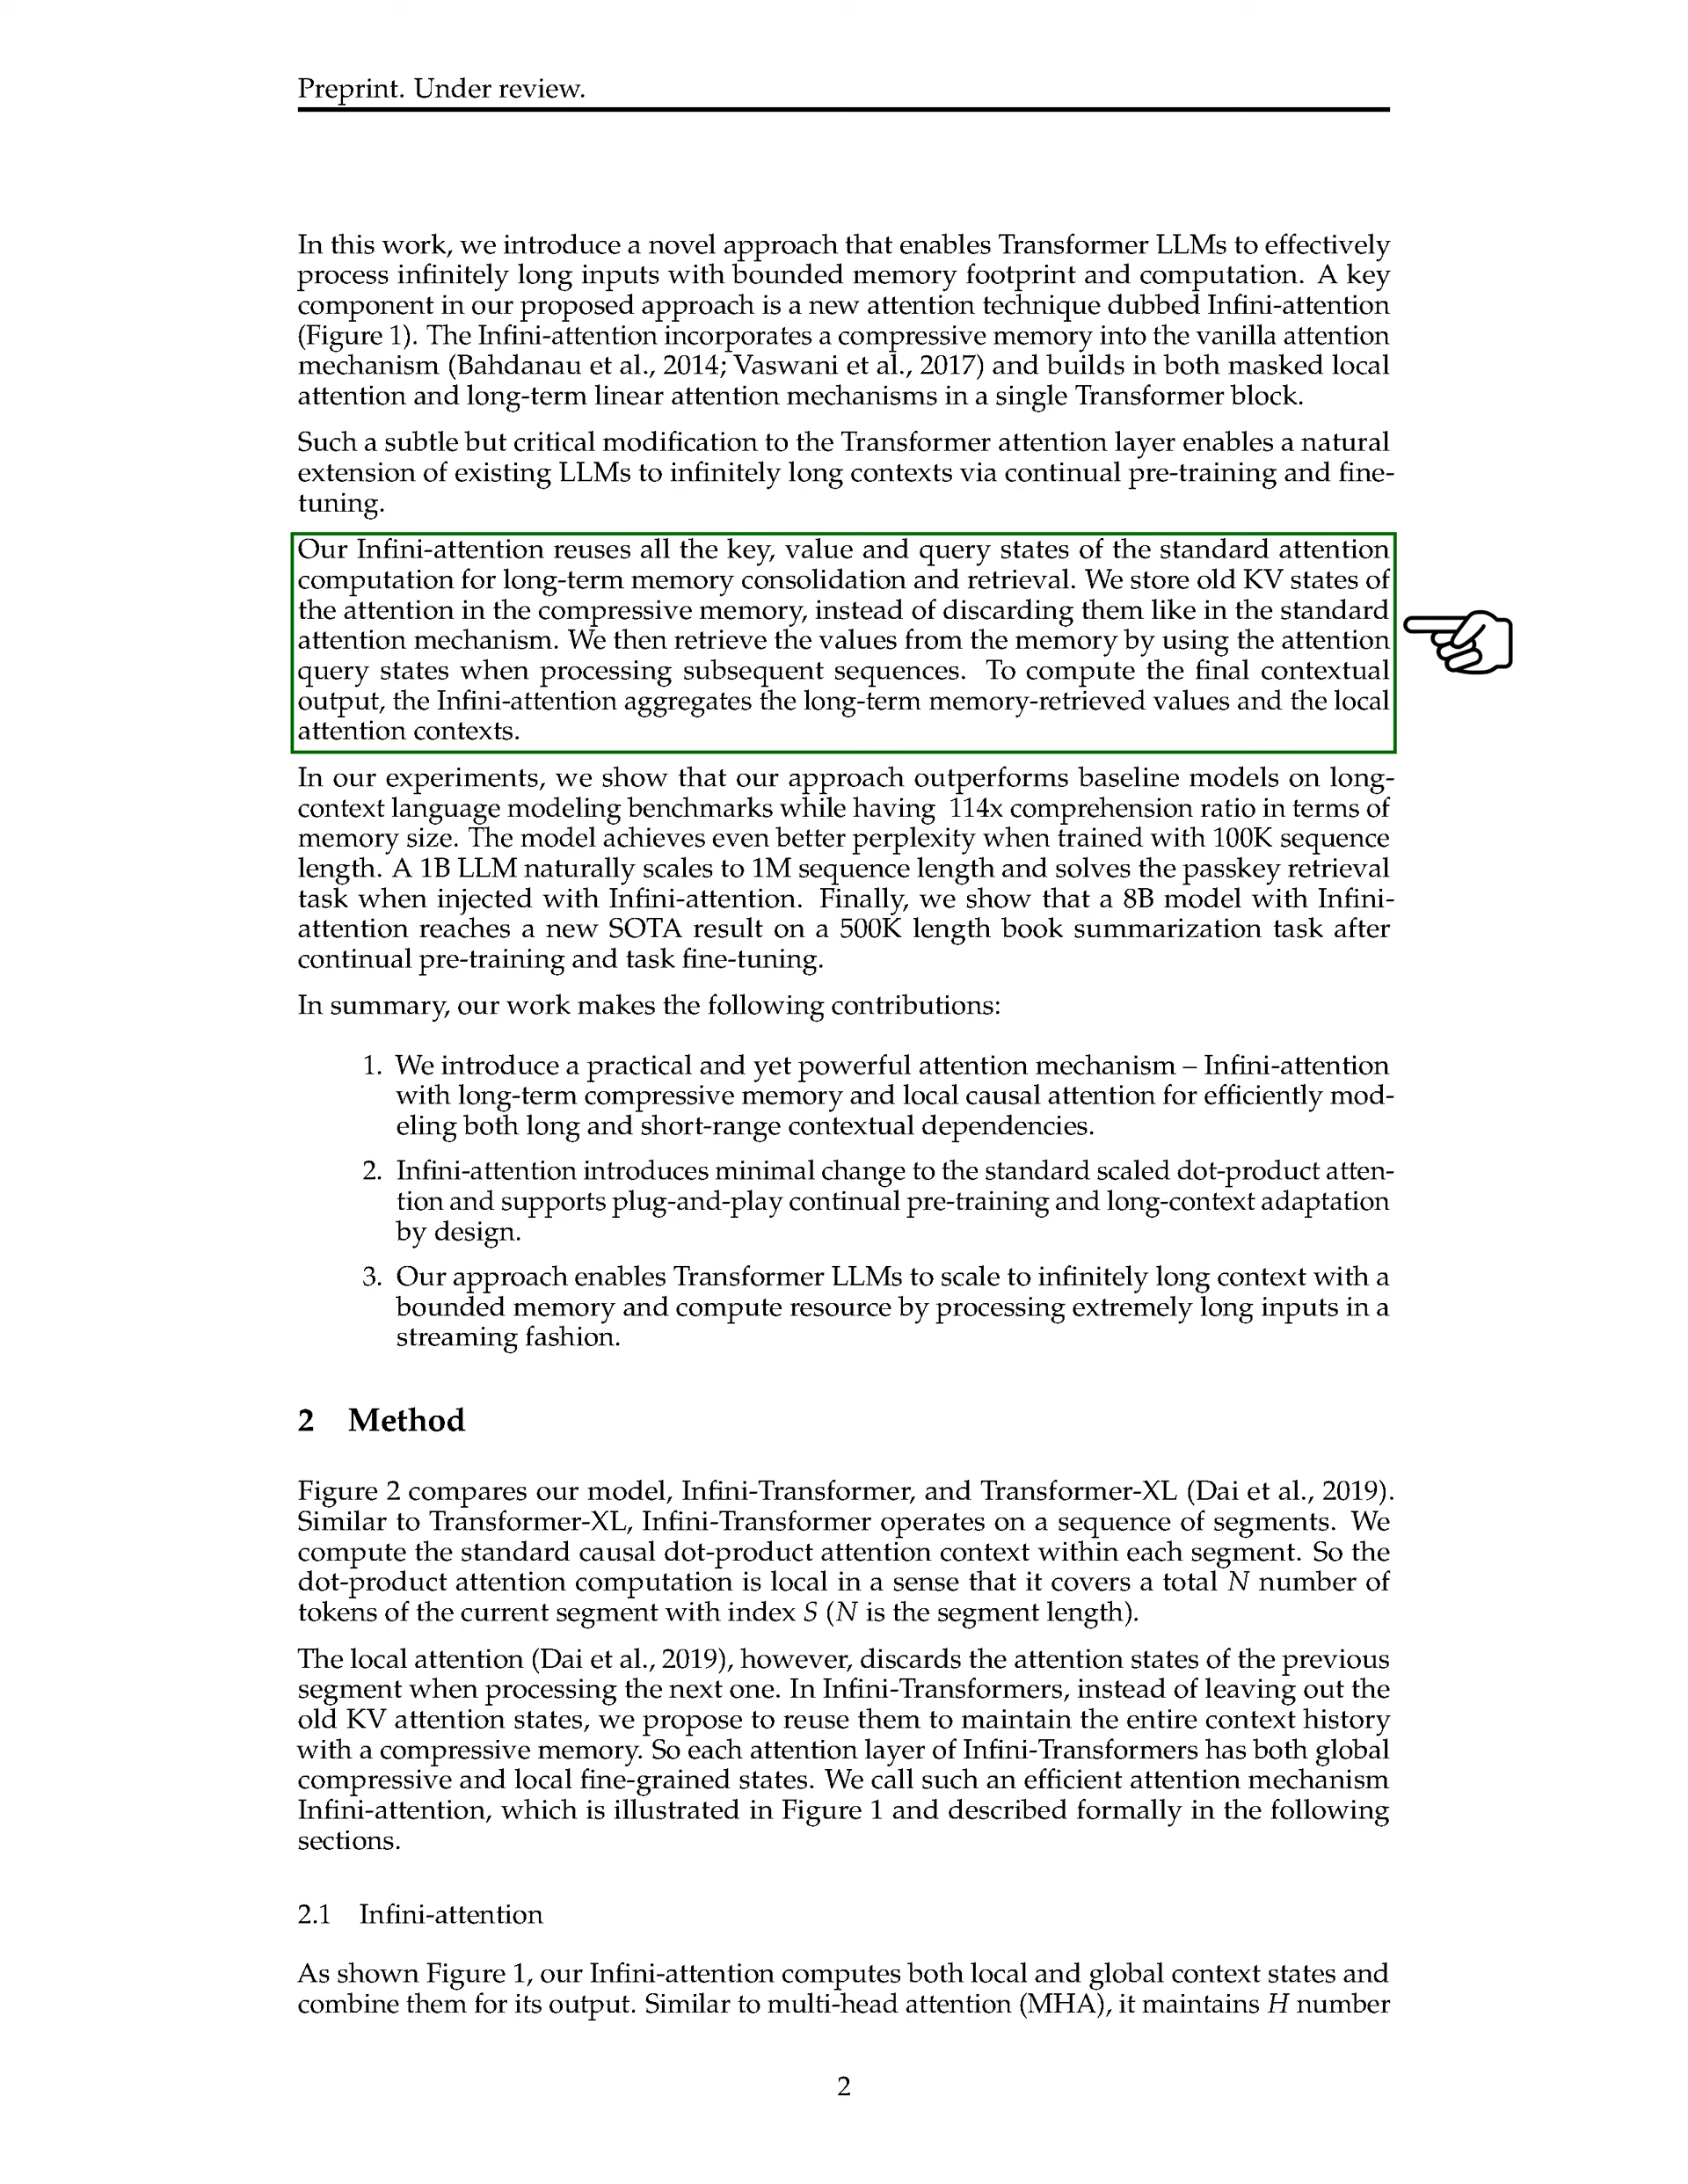 Preprint. Under review.
In this work, we introduce a novel approach that enables Transformer LLMs to effectively
process infinitely long inputs with bounded memory footprint and computation. A key
component in our proposed approach is a new attention technique dubbed Infini-attention
(Figure 1). The Infini-attention incorporates a compressive memory into the vanilla attention
mechanism (Bahdanau et al., 2014; Vaswani et al., 2017) and builds in both masked local
attention and long-term linear attention mechanisms in a single Transformer block.
Such a subtle but critical modification to the Transformer attention layer enables a natural
extension of existing LLMs to infinitely long contexts via continual pre-training and fine-
tuning.
Our Infini-attention reuses all the key, value and query states of the standard attention
computation for long-term memory consolidation and retrieval. We store old KV states of
the attention in the compressive memory, instead of discarding them like in the standard
attention mechanism. We then retrieve the values from the memory by using the attention
query states when processing subsequent sequences. To compute the final contextual
output, the Infini-attention aggregates the long-term memory-retrieved values and the local
attention contexts.
In our experiments, we show that our approach outperforms baseline models on long-
context language modeling benchmarks while having 114x comprehension ratio in terms of
memory size. The model achieves even better perplexity when trained with 100K sequence
length. A 1B LLM naturally scales to 1M sequence length and solves the passkey retrieval
task when injected with Infini-attention. Finally, we show that a 8B model with Infini-
attention reaches a new SOTA result on a 500K length book summarization task after
continual pre-training and task fine-tuning.
In summary, our work makes the following contributions:
1. We introduce a practical and yet powerful attention mechanism – Infini-attention
with long-term compressive memory and local causal attention for efficiently mod-
eling both long and short-range contextual dependencies.
2. Infini-attention introduces minimal change to the standard scaled dot-product atten-
tion and supports plug-and-play continual pre-training and long-context adaptation
by design.
3. Our approach enables Transformer LLMs to scale to infinitely long context with a
bounded memory and compute resource by processing extremely long inputs in a
streaming fashion.
2 Method
Figure 2 compares our model, Infini-Transformer, and Transformer-XL (Dai et al., 2019).
Similar to Transformer-XL, Infini-Transformer operates on a sequence of segments. We
compute the standard causal dot-product attention context within each segment. So the
dot-product attention computation is local in a sense that it covers a total N number of
tokens of the current segment with index S (N is the segment length).
The local attention (Dai et al., 2019), however, discards the attention states of the previous
segment when processing the next one. In Infini-Transformers, instead of leaving out the
old KV attention states, we propose to reuse them to maintain the entire context history
with a compressive memory. So each attention layer of Infini-Transformers has both global
compressive and local fine-grained states. We call such an efficient attention mechanism
Infini-attention, which is illustrated in Figure 1 and described formally in the following
sections.
2.1 Infini-attention
As shown Figure 1, our Infini-attention computes both local and global context states and
combine them for its output. Similar to multi-head attention (MHA), it maintains H number
2